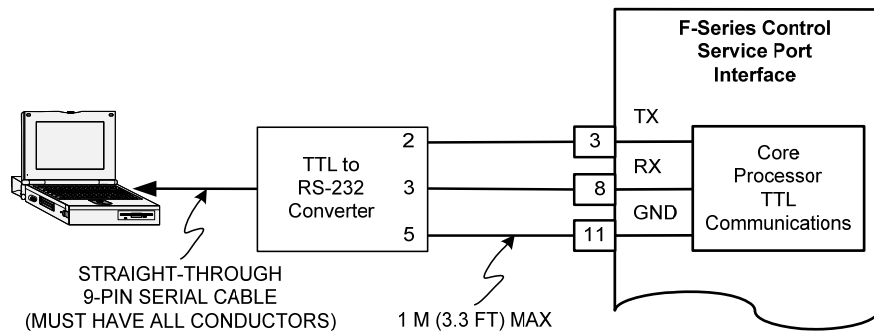 F-Series Control
Service Port
Interface
TX
2
3
TTL to
RS-232
Converter
RX
3
8
Core
Processor
TTL
Communications
GND
5
11
STRAIGHT-THROUGH
9-PIN SERIAL CABLE
(MUST HAVE ALL CONDUCTORS)
1 M (3.3 FT) MAX